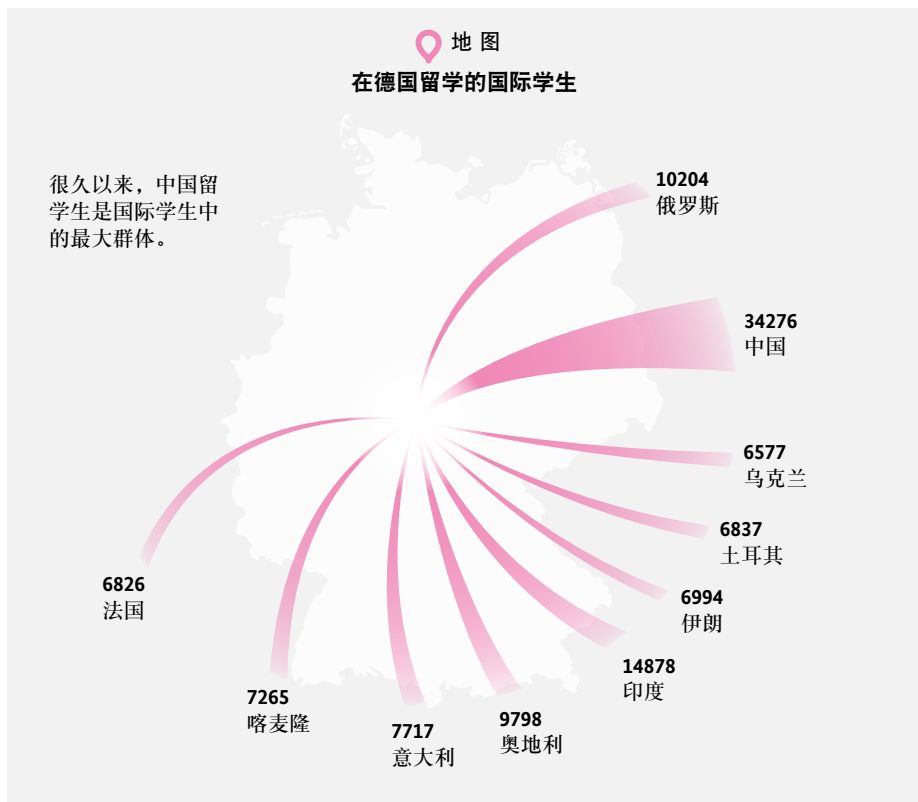 地图
在德国留学的国际学生
很久以来，中国留
学生是国际学生中
的最大群体。
10204
俄罗斯
34276
中国
6577
乌克兰
6837
土耳其
6994
伊朗
14878
印度
9798
奥地利
7717
意大利
7265
喀麦隆
6826
法国